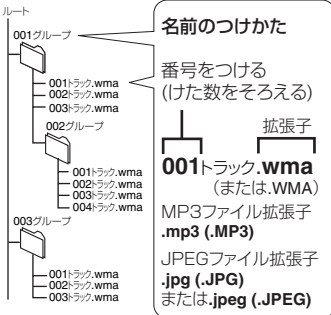 ルート
001グループ
001トラック.wma
002トラック.wma
003トラック.wma
002グループ
001トラック.wma
002トラック.wma
003トラック.wma
004トラック.wma
003グループ
001トラック.wma
002トラック.wma
003トラック.wma
名前のつけかた
番号をつける
(けた数をそろえる)
拡張子
001トラック.wma
(または.WMA)
MP3ファイル拡張子
.mp3 (.MP3)
JPEGファイル拡張子
.jpg (.JPG)
または.jpeg (.JPEG)